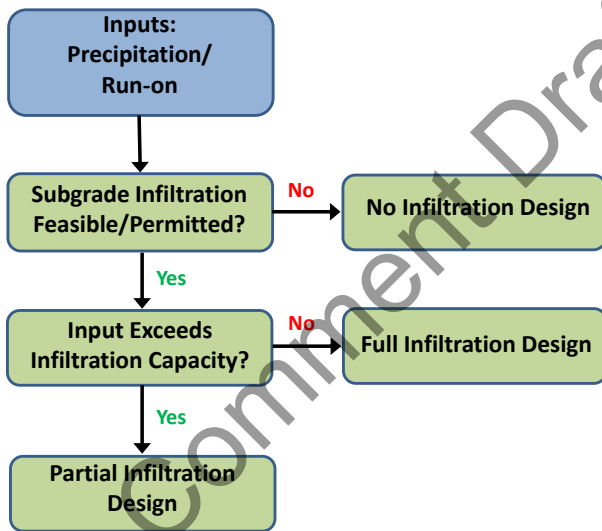 Inputs:
Precipitation/
Run-on
Subgrade Infiltration
Feasible/Permitted?
No
No Infiltration Design
Yes
Input Exceeds
Infiltration Capacity?
No
Full Infiltration Design
Yes
Partial Infiltration
Design
Comment Dra